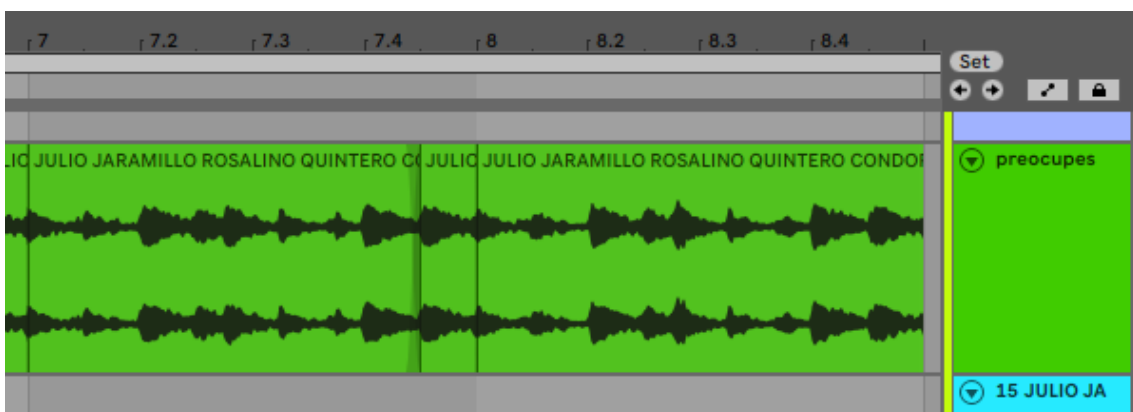 7 7.2 7.3 7.4 8 8.2 8.3 8.4
Set
JULIO JARAMILLO ROSALINO QUINTERO JULIO JULIO JARAMILLO ROSALINO QUINTERO
preocupes
15 JULIO JA